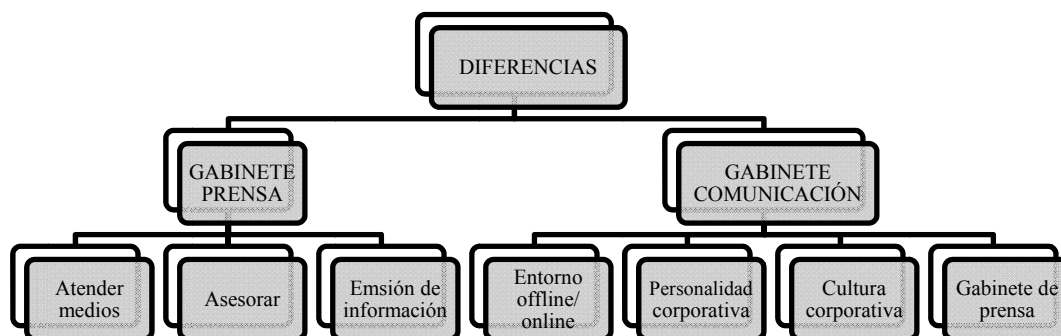 DIFERENCIAS
GABINETE
PRENSA
GABINETE
COMUNICACIÓN
Atender
medios
Asesorar
Emsión de
información
Entorno
offline/
online
Personalidad
corporativa
Cultura
corporativa
Gabinete de
prensa